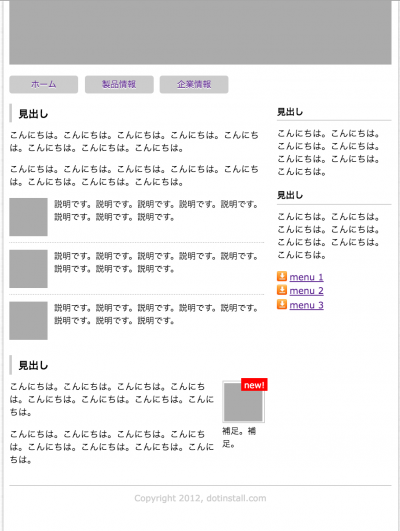 ホーム
製品情報
企業情報
見出し
こんにちは。こんにちは。こんにちは。こんにちは。こんにち
は。こんにちは。こんにちは。こんにちは。
こんにちは。こんにちは。こんにちは。こんにちは。こんにち
は。こんにちは。こんにちは。こんにちは。
説明です。説明です。説明です。説明です。説明です。
説明です。説明です。説明です。
説明です。説明です。説明です。説明です。説明です。
説明です。説明です。説明です。
説明です。説明です。説明です。説明です。説明です。
説明です。説明です。説明です。
見出し
こんにちは。こんにちは。こんにちは。こんにち
は。こんにちは。こんにちは。こんにちは。こんに
ちは。
こんにちは。こんにちは。こんにちは。こんにち
は。こんにちは。こんにちは。こんにちは。こんに
ちは。
new!
補足。補
足。
見出し
こんにちは。こんにちは。
こんにちは。こんにちは。
こんにちは。こんにちは。
こんにちは。
見出し
こんにちは。こんにちは。
こんにちは。こんにちは。
こんにちは。こんにちは。
こんにちは。
menu 1
menu 2
menu 3
Copyright 2012, dotinstall.com